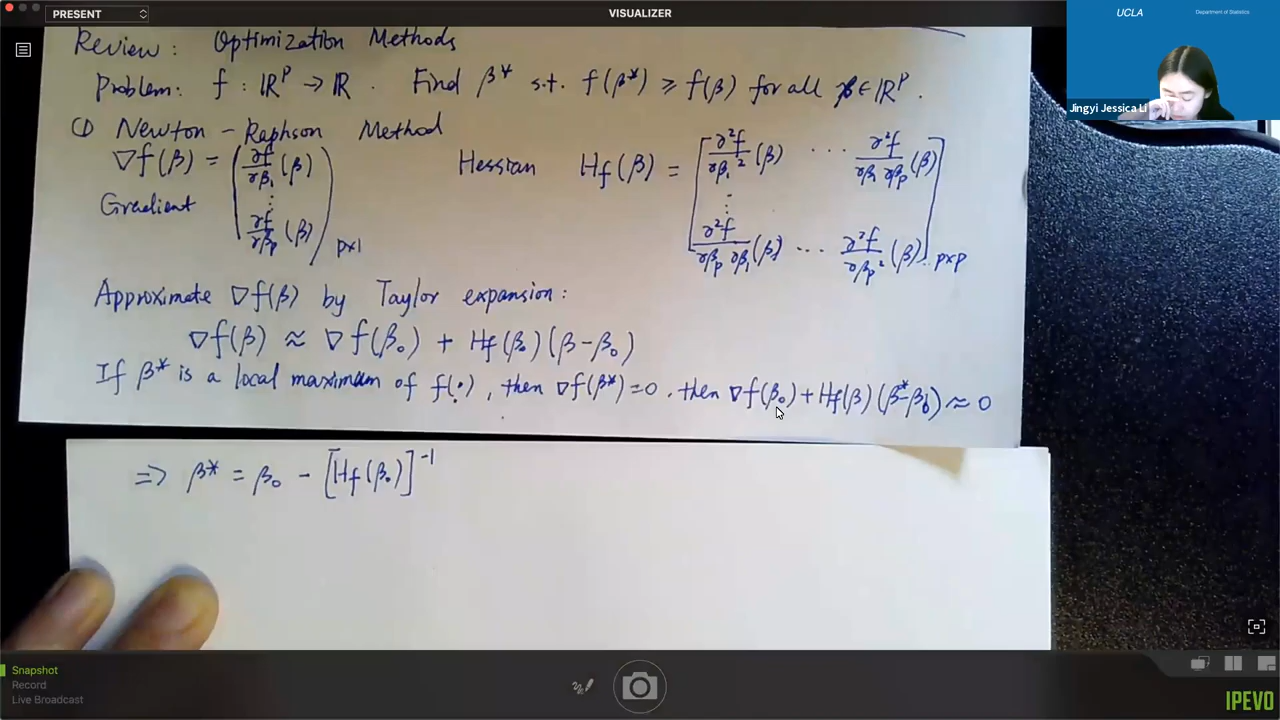 PRESENT
VISUALIZER
UCLA
Department of Statistics
Jingyi Jessica Li
Review: Optimization Methods
Problem: f : ℝᵖ → ℝ. Find β* s.t. f(β*) ≥ f(β) for all β ∈ ℝᵖ.
① Newton-Raphson Method
∇f(β) = (∂f/∂β₁ (β) ⋮ ∂f/∂βₚ (β)) p×1
Gradient
Hessian Hf(β) = [∂²f/∂β₁² (β) ⋯ ∂²f/∂β₁∂βₚ (β) ⋮ ∂²f/∂βₚ∂β₁ (β) ⋯ ∂²f/∂βₚ² (β)] p×p
Approximate ∇f(β) by Taylor expansion:
∇f(β) ≈ ∇f(β₀) + Hf(β₀)(β-β₀)
If β* is a local maximum of f(·), then ∇f(β*)=0. then ∇f(β₀)+Hf(β)(β*-β₀) ≈ 0
⇒ β* = β₀ - [Hf(β₀)]⁻¹
Snapshot
Record
Live Broadcast
IPEVO